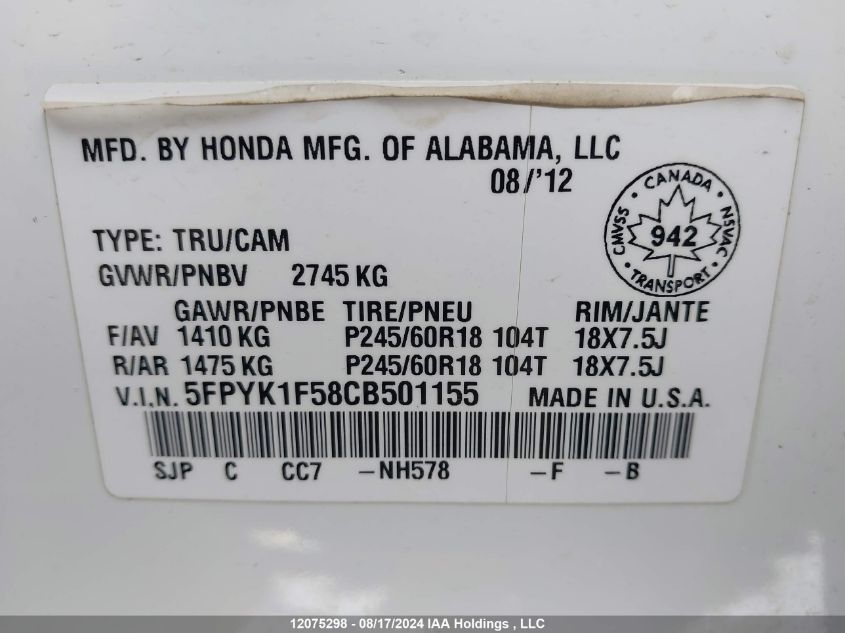 MFD. BY HONDA MFG. OF ALABAMA, LLC
08/'12
CMVSS · CANADA · NSVAC · TRANSPORT ·
942
TYPE: TRU/CAM
GVWR/PNBV 2745 KG
GAWR/PNBE TIRE/PNEU RIM/JANTE
F/AV 1410 KG P245/60R18 104T 18X7.5J
R/AR 1475 KG P245/60R18 104T 18X7.5J
V.I.N. 5FPYK1F58CB501155 MADE IN U.S.A.
SJP C CC7 -NH578 -F -B
12075298 - 08/17/2024 IAA Holdings , LLC